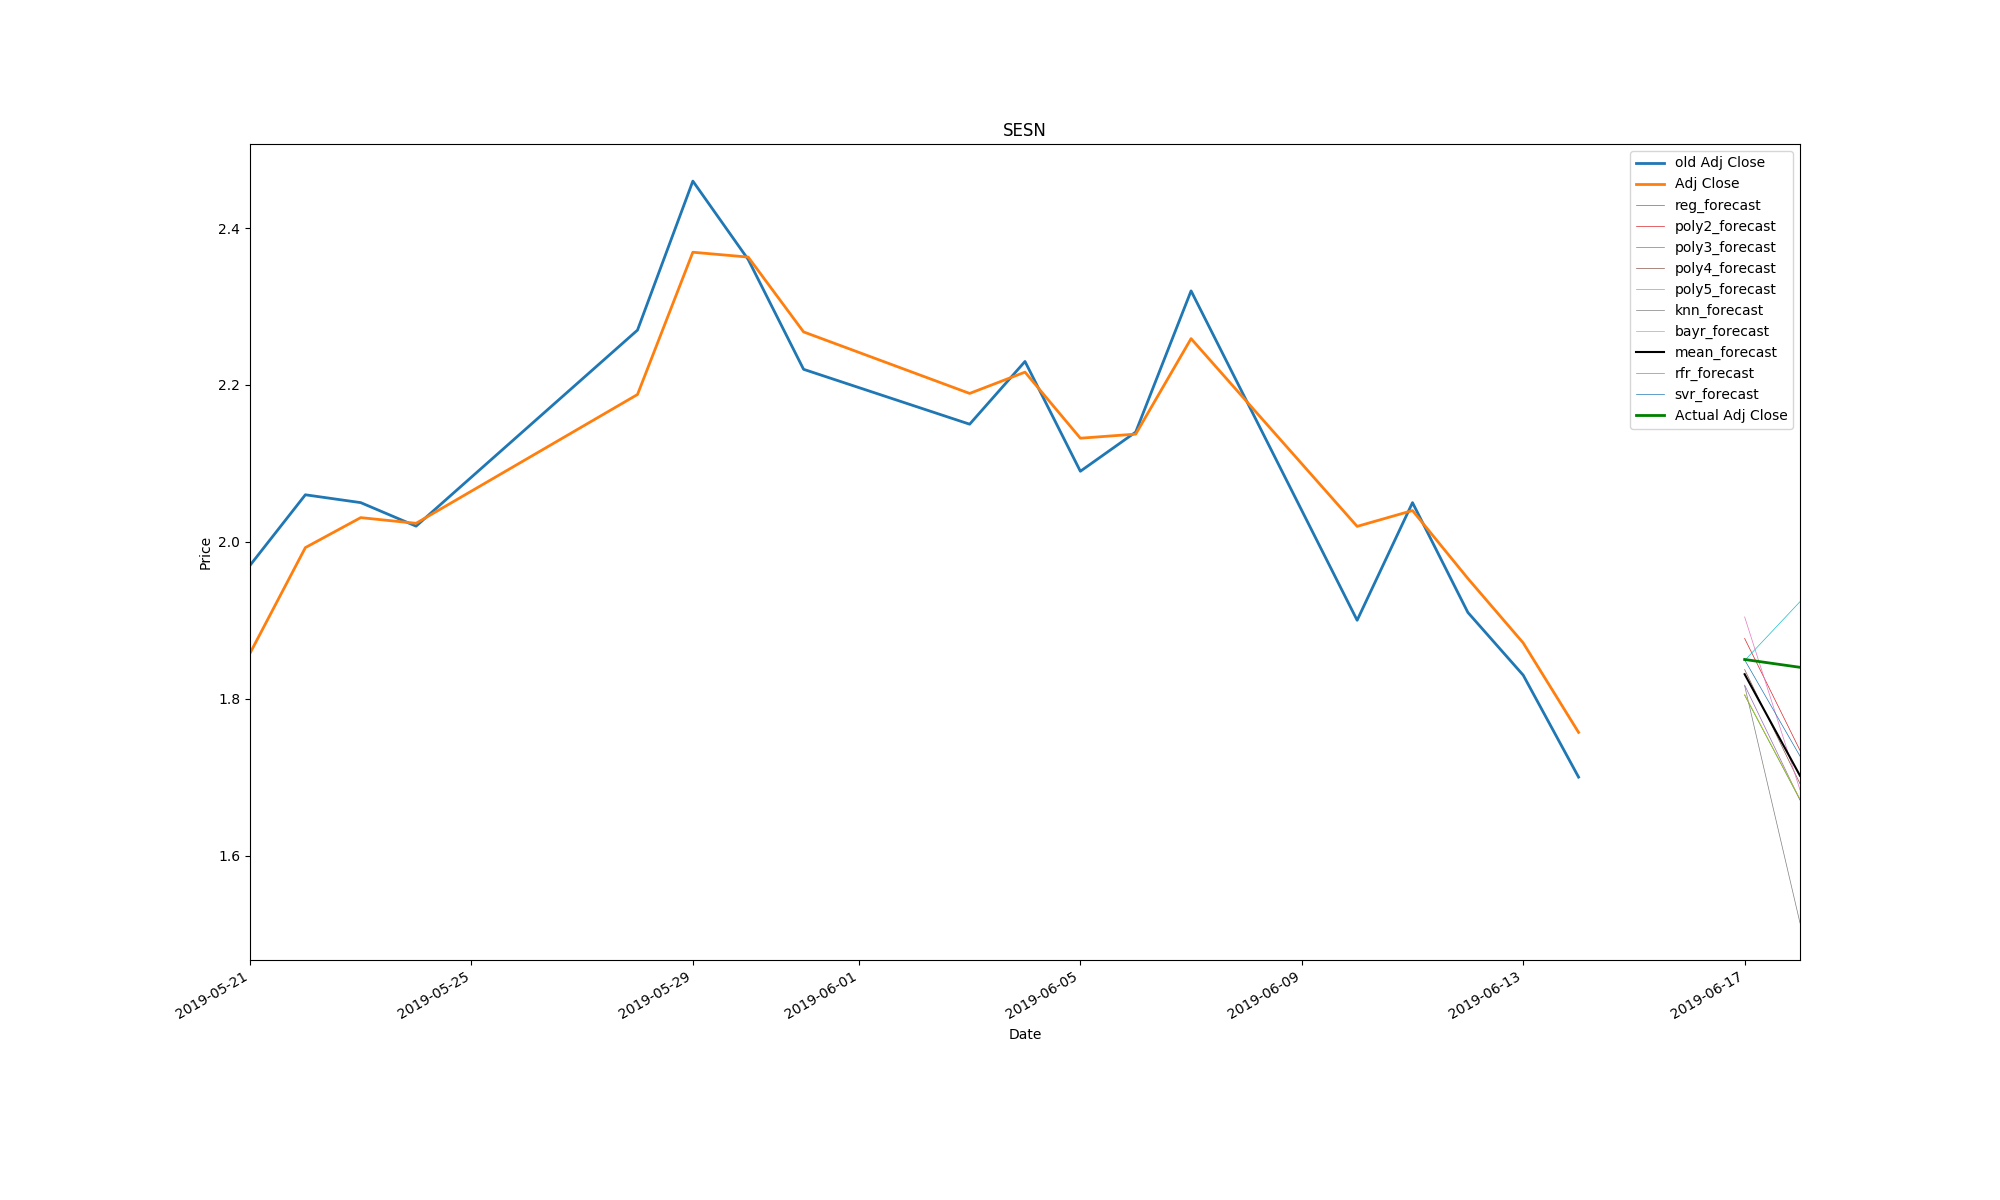 SESN
old Adj Close
Adj Close
reg_forecast
poly2_forecast
poly3_forecast
poly4_forecast
poly5_forecast
knn_forecast
bayr_forecast
mean_forecast
rfr_forecast
svr_forecast
Actual Adj Close
2.4
2.2
2.0
1.8
1.6
Price
2019-05-21
2019-05-25
2019-05-29
2019-06-01
2019-06-05
2019-06-09
2019-06-13
2019-06-17
Date